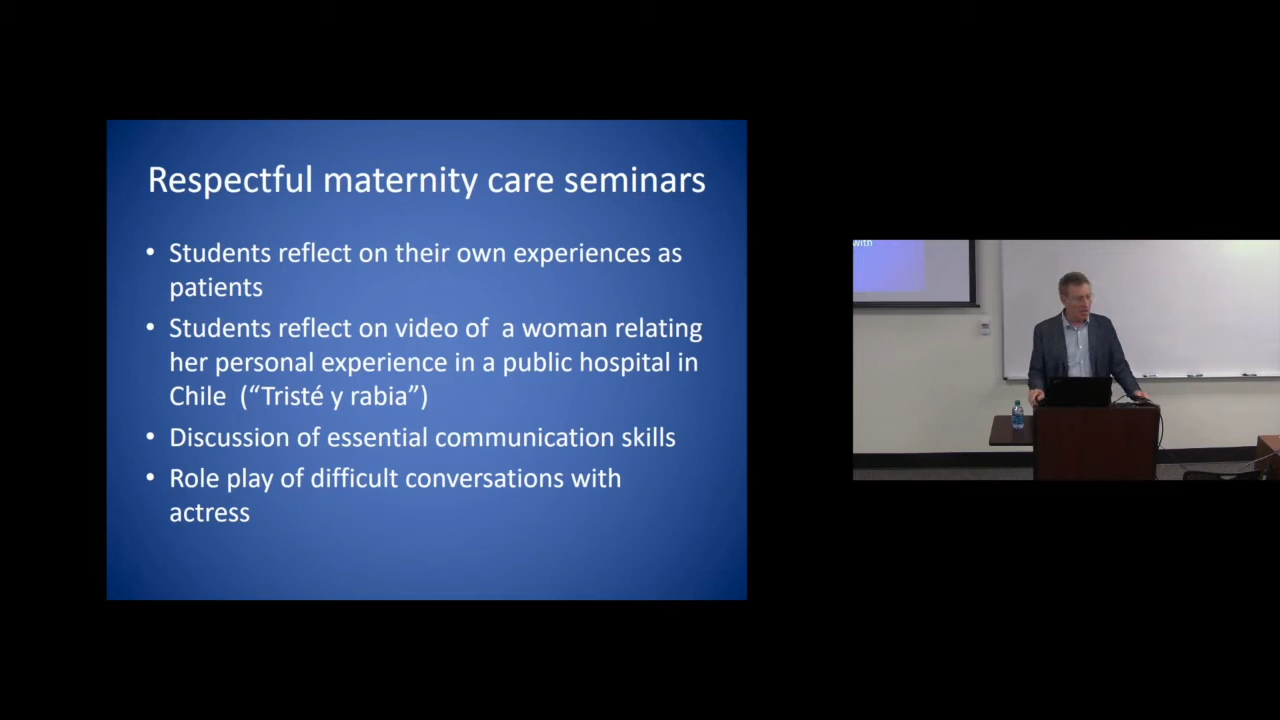 Respectful maternity care seminars
• Students reflect on their own experiences as
patients
• Students reflect on video of a woman relating
her personal experience in a public hospital in
Chile (“Tristé y rabia”)
• Discussion of essential communication skills
• Role play of difficult conversations with
actress
with